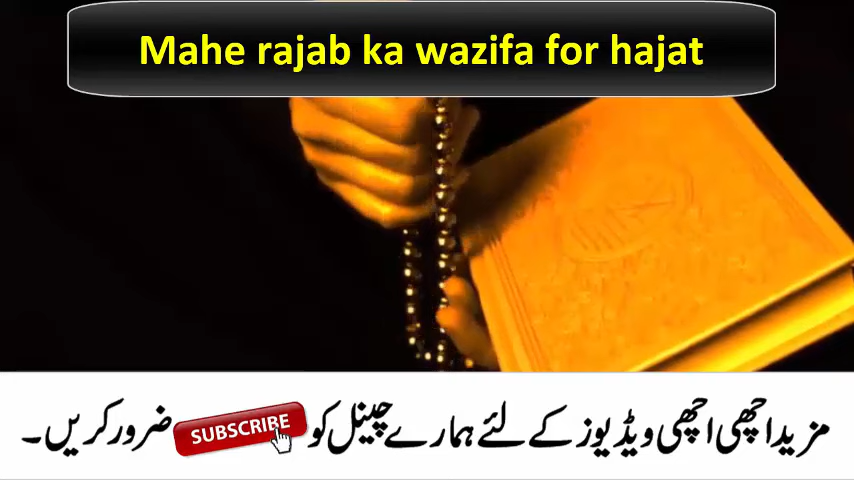 Mahe rajab ka wazifa for hajat
مزید اچھی اچھی ویڈیوز کے لئے ہمارے چینل کو SUBSCRIBE ضرور کریں۔